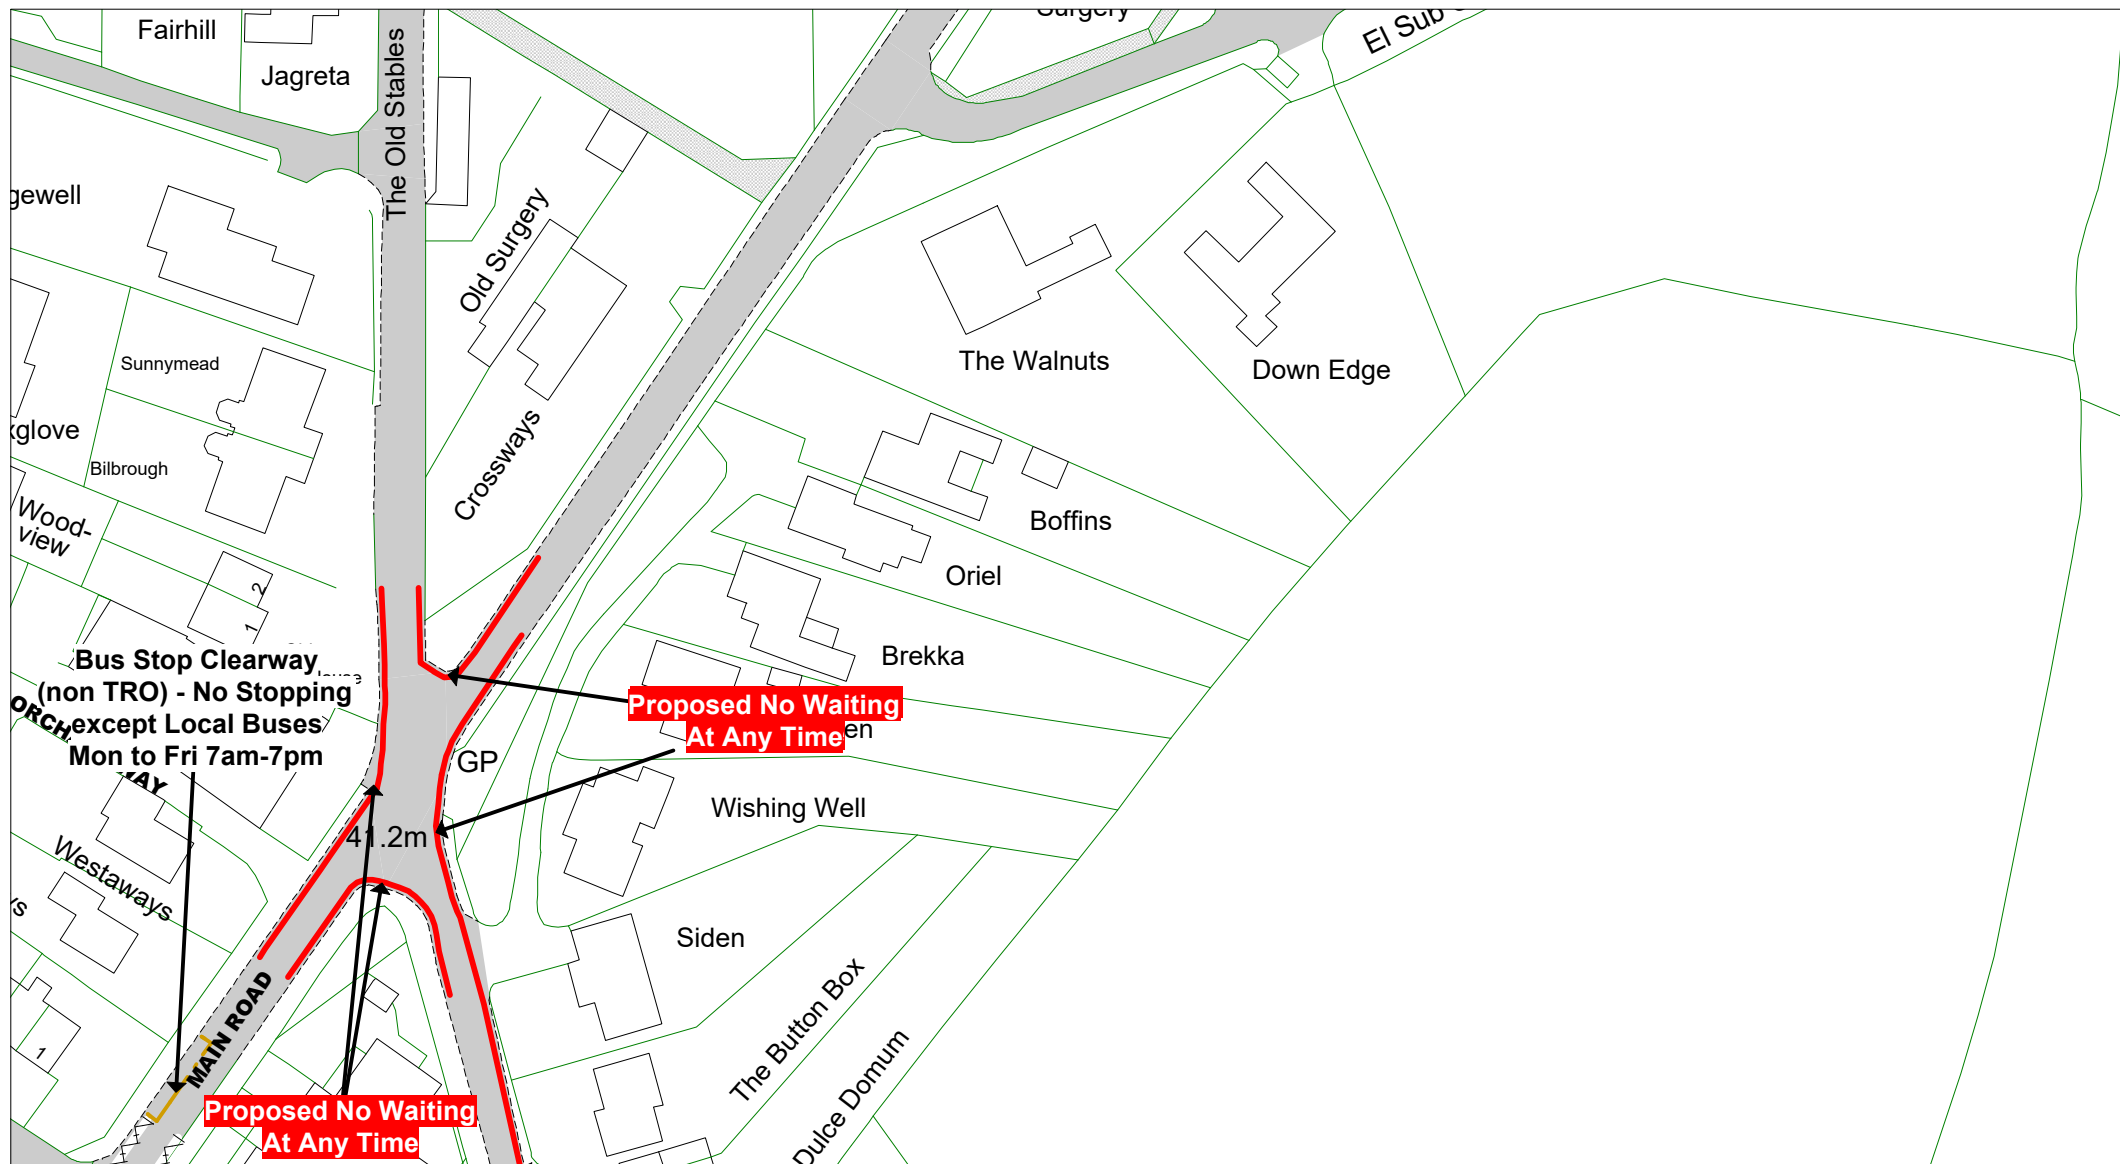 Fairhill
Jagreta
The Old Stables
El Sub
Old Surgery
Sunnymead
Bilbrough
Crossways
Wood-
view
The Walnuts
Down Edge
Boffins
Oriel
Brekka
2
1
Bus Stop Clearway
(non TRO) - No Stopping
except Local Buses
Mon to Fri 7am-7pm
Proposed No Waiting
At Any Time
GP
Wishing Well
41.2m
Westaways
Siden
The Button Box
Dulce Domum
MAIN ROAD
1
Proposed No Waiting
At Any Time